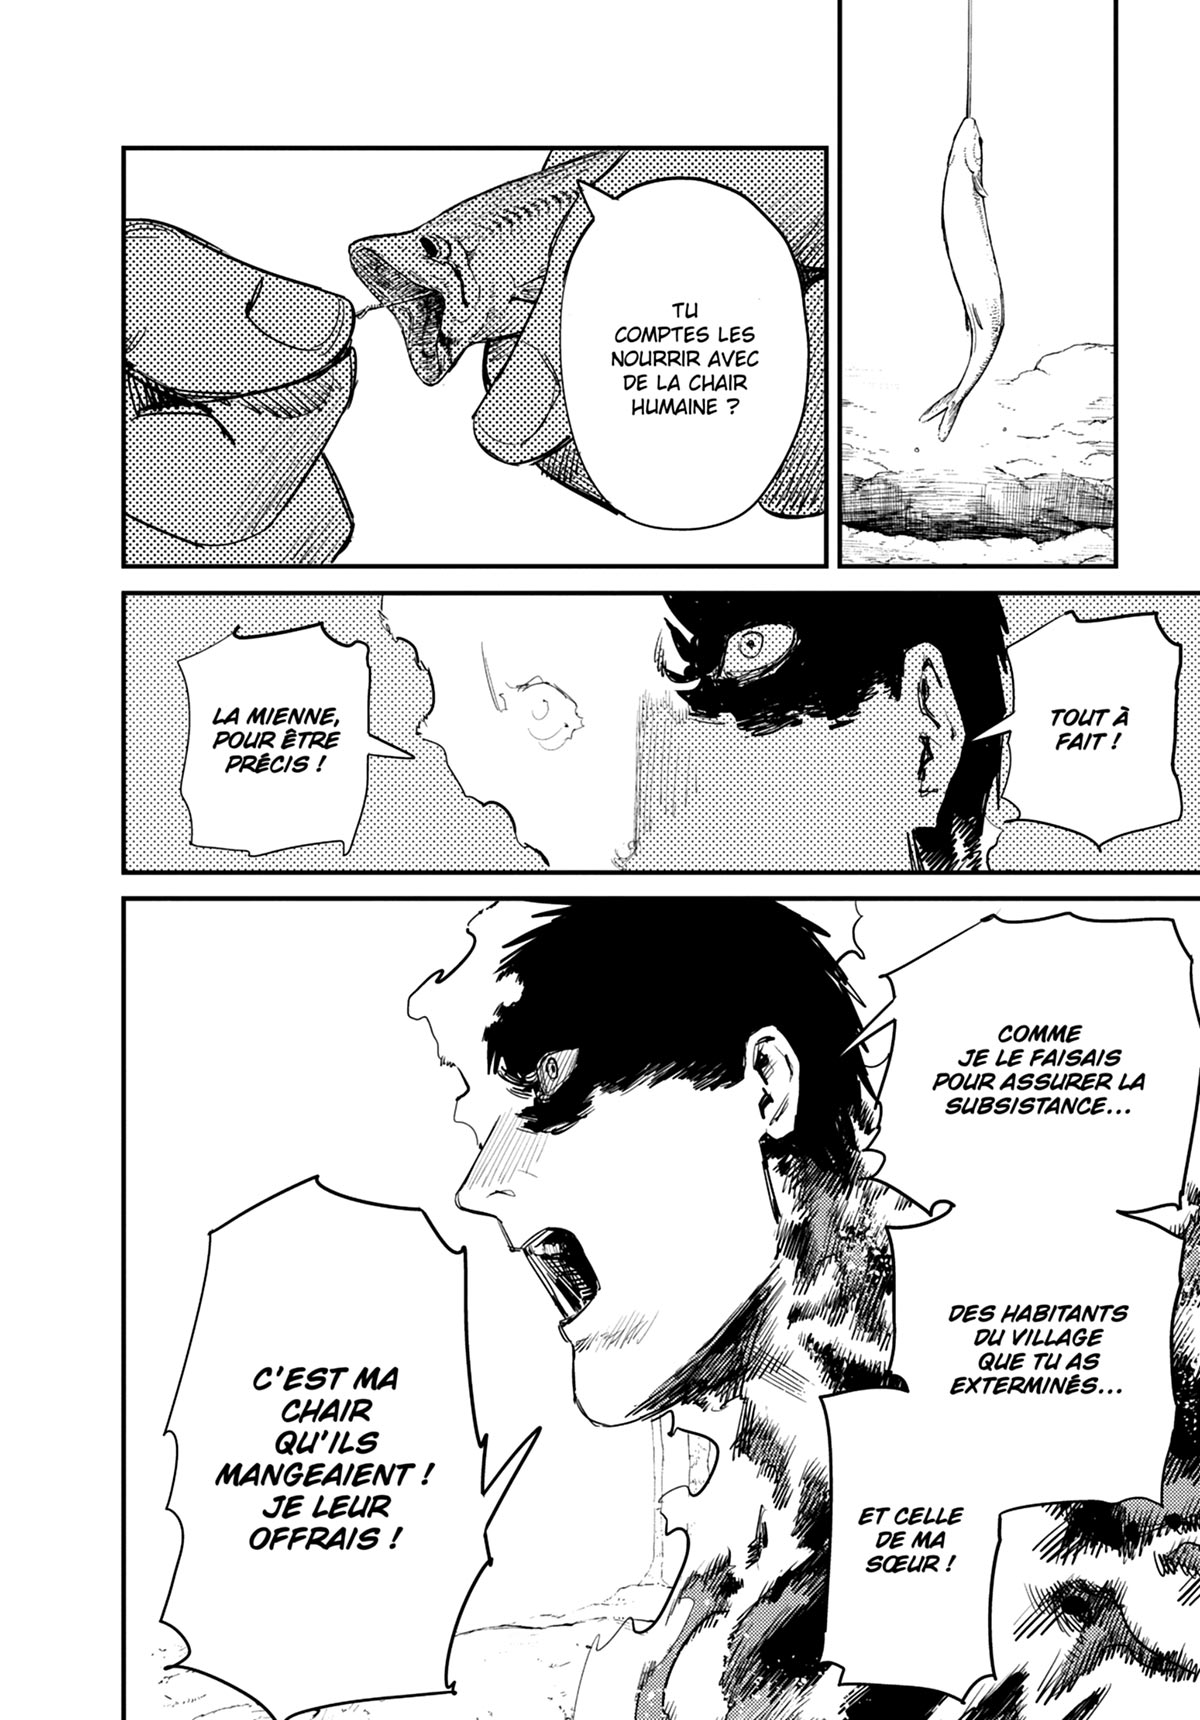 TU
COMPTES LES
NOURRIR AVEC
DE LA CHAIR
HUMAINE ?
TOUT À
FAIT !
LA MIENNE,
POUR ÊTRE
PRÉCIS !
COMME
JE LE FAISAIS
POUR ASSURER LA
SUBSISTANCE...
DES HABITANTS
DU VILLAGE
QUE TU AS
EXTERMINÉS...
ET CELLE
DE MA
SŒUR !
C'EST MA
CHAIR
QU'ILS
MANGEAIENT !
JE LEUR
OFFRAIS !